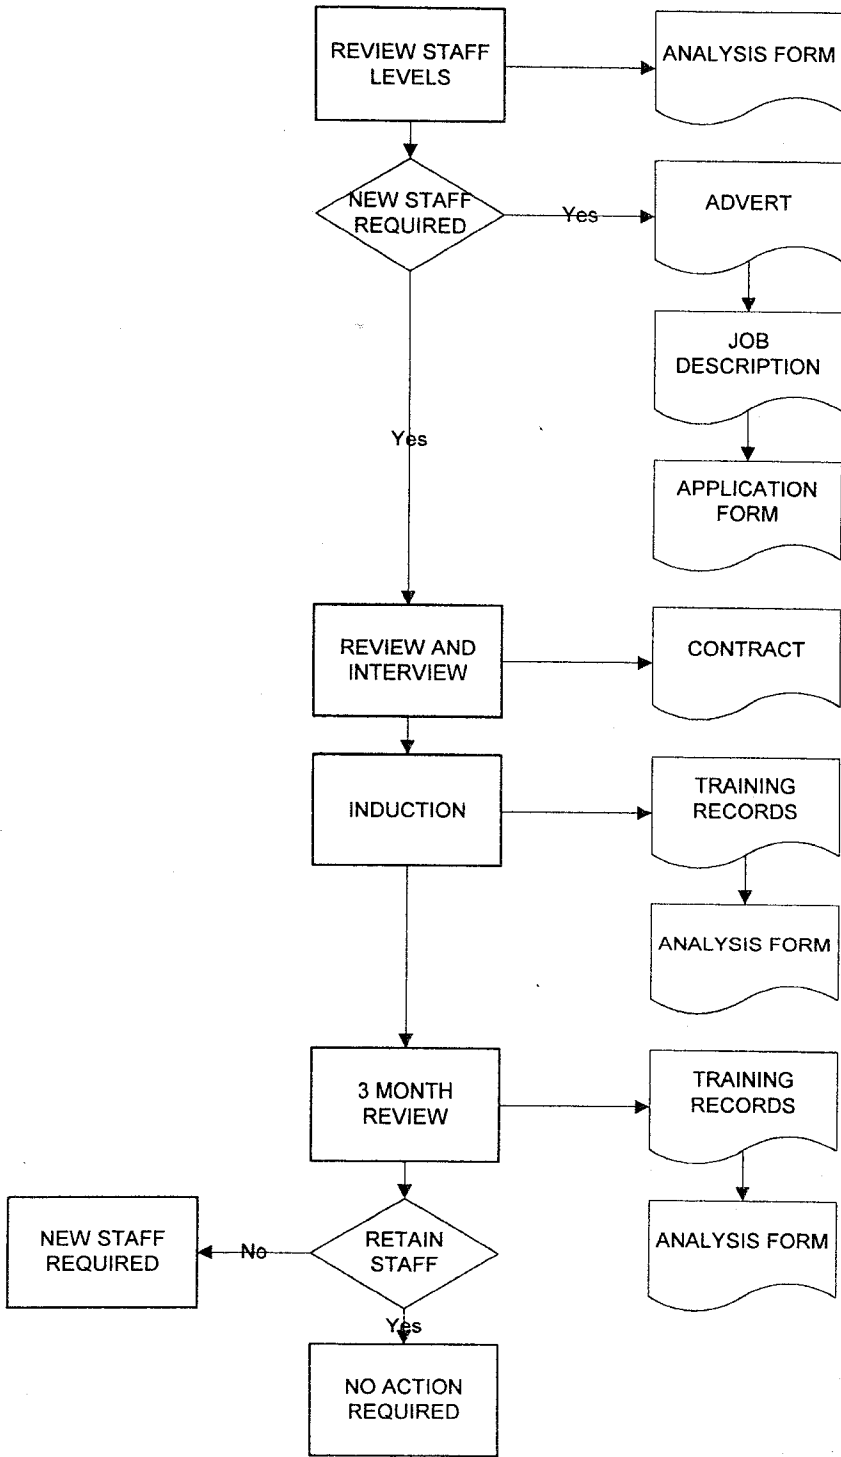 REVIEW STAFF
LEVELS
ANALYSIS FORM
NEW STAFF
REQUIRED
Yes
ADVERT
JOB
DESCRIPTION
Yes
APPLICATION
FORM
REVIEW AND
INTERVIEW
CONTRACT
INDUCTION
TRAINING
RECORDS
ANALYSIS FORM
3 MONTH
REVIEW
TRAINING
RECORDS
NEW STAFF
REQUIRED
No
RETAIN
STAFF
ANALYSIS FORM
Yes
NO ACTION
REQUIRED